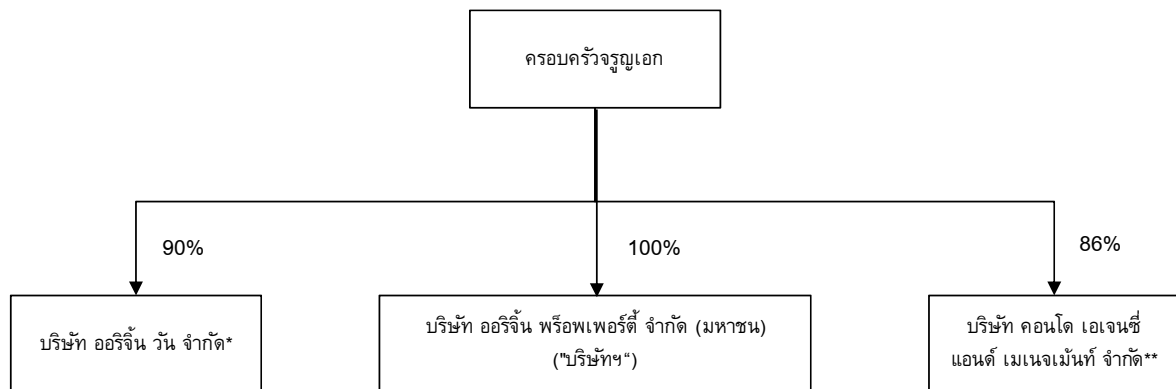 ครอบครัวจรูญเอก
90%
100%
86%
บริษัท ออริจิ้น วัน จำกัด*
บริษัท ออริจิ้น พร็อพเพอร์ตี้ จำกัด (มหาชน)
("บริษัทฯ“)
บริษัท คอนโด เอเจนซี่
แอนด์ เมเนจเม้นท์ จำกัด**